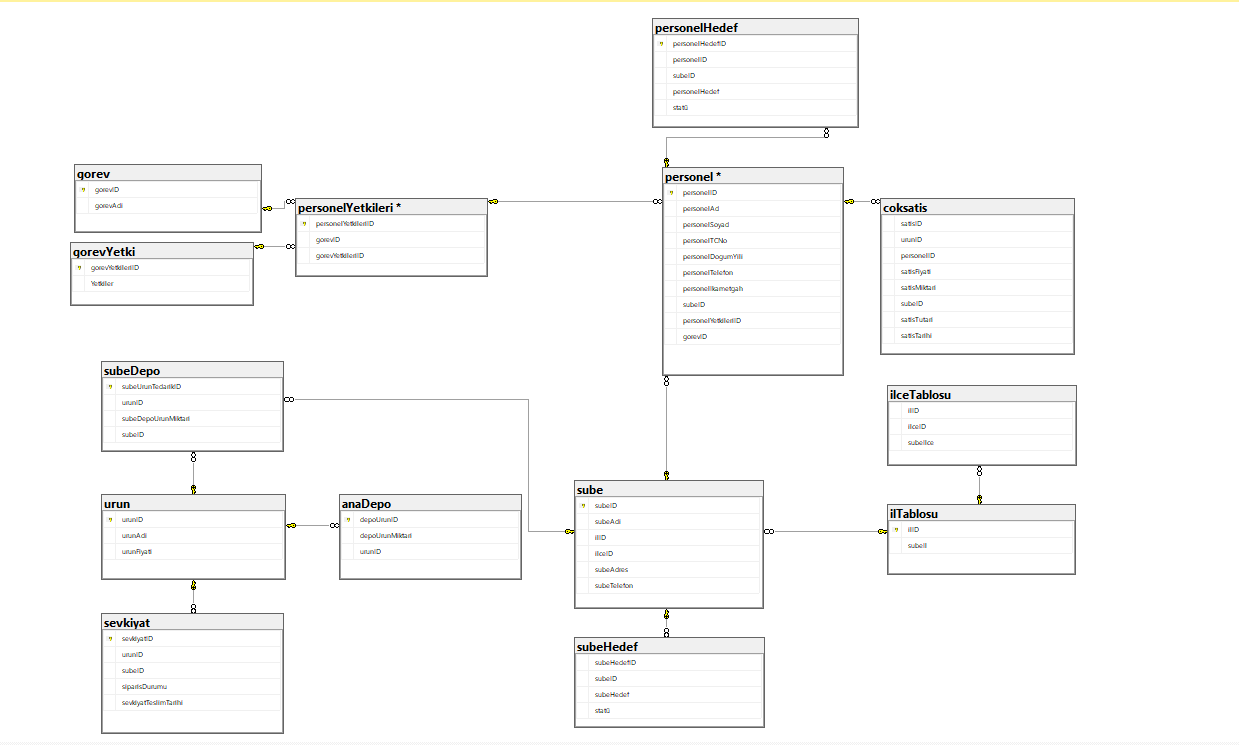 personelHedef
personelHedefID
personelID
subeID
personelHedef
statü
gorev
gorevID
gorevAdi
personelYetkileri *
personelYetkileriID
gorevID
gorevYetkileriID
gorevYetki
gorevYetkileriID
Yetkiler
personel *
personelID
personelAd
personelSoyad
personelTCNo
personelDogumYili
personelTelefon
personelIkametgah
subeID
personelYetkileriID
gorevID
coksatis
satisID
urunID
personelID
satisFiyati
satisMiktari
subeID
satisTutari
satisTarihi
subeDepo
subeUrunTedarikID
urunID
subeDepoUrunMiktari
subeID
ilceTablosu
ilID
ilceID
subeIlce
urun
urunID
urunAdi
urunFiyati
anaDepo
depoUrunID
depoUrunMiktari
urunID
sube
subeID
subeAdi
ilID
ilceID
subeAdres
subeTelefon
ilTablosu
ilID
subeIl
sevkiyat
sevkiyatID
urunID
subeID
siparisDurumu
sevkiyatTeslimTarihi
subeHedef
subeHedefID
subeID
subeHedef
statü